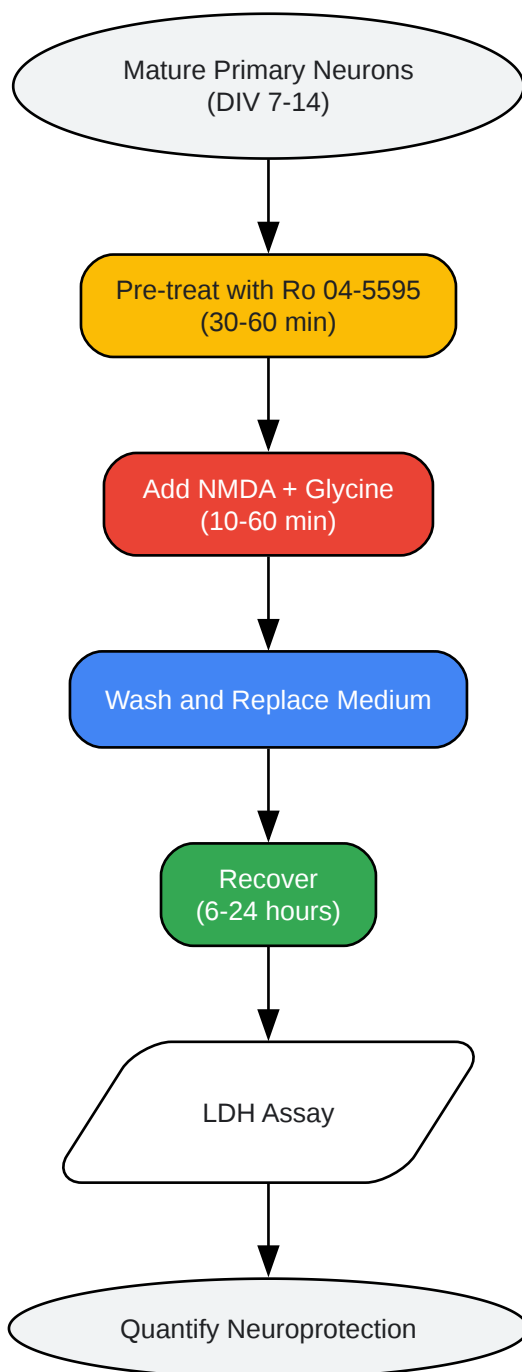 Mature Primary Neurons
(DIV 7-14)
Pre-treat with Ro 04-5595
(30-60 min)
Add NMDA + Glycine
(10-60 min)
Wash and Replace Medium
Recover
(6-24 hours)
LDH Assay
Quantify Neuroprotection